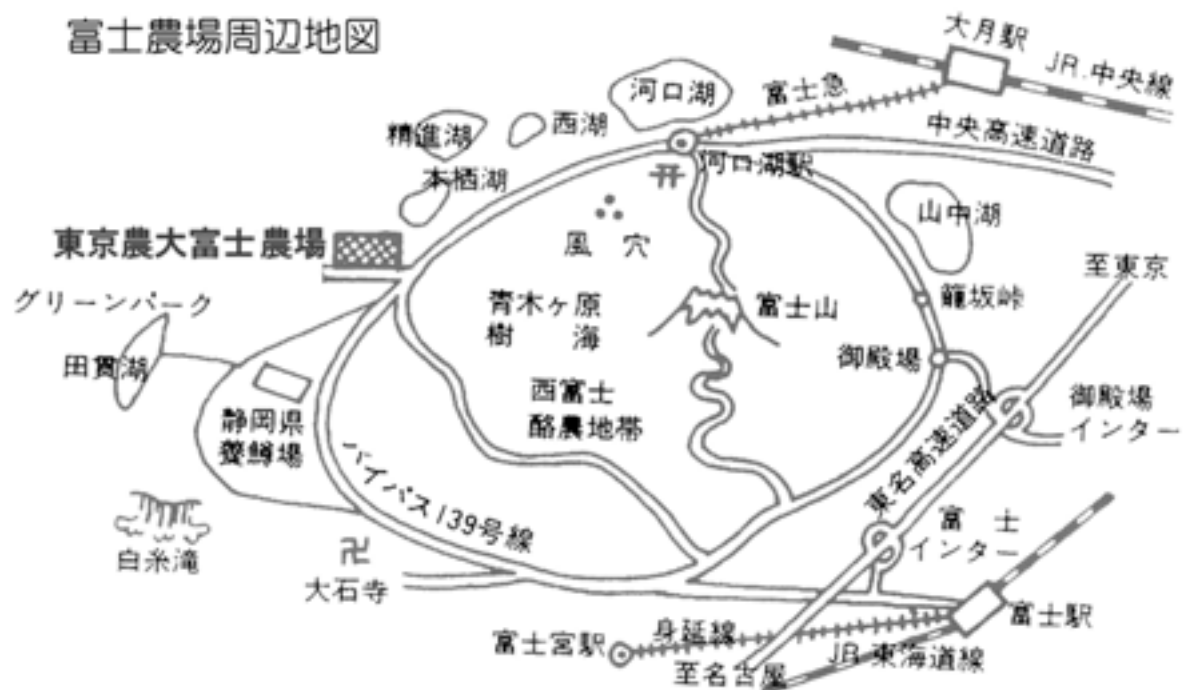 富士農場周辺地図
大月駅
JR.中央線
富士急
河口湖
西湖
精進湖
本栖湖
中央高速道路
河口湖駅
山中湖
風穴
東京農大富士農場
至東京
グリーンパーク
田貫湖
青木ヶ原
樹海
富士山
籠坂峠
御殿場
西富士
酪農地帯
静岡県
養鱒場
御殿場
インター
東名高速道路
バイパス139号線
富士
インター
白糸滝
卍
大石寺
富士宮駅
身延線
富士駅
至名古屋
JR.東海道線